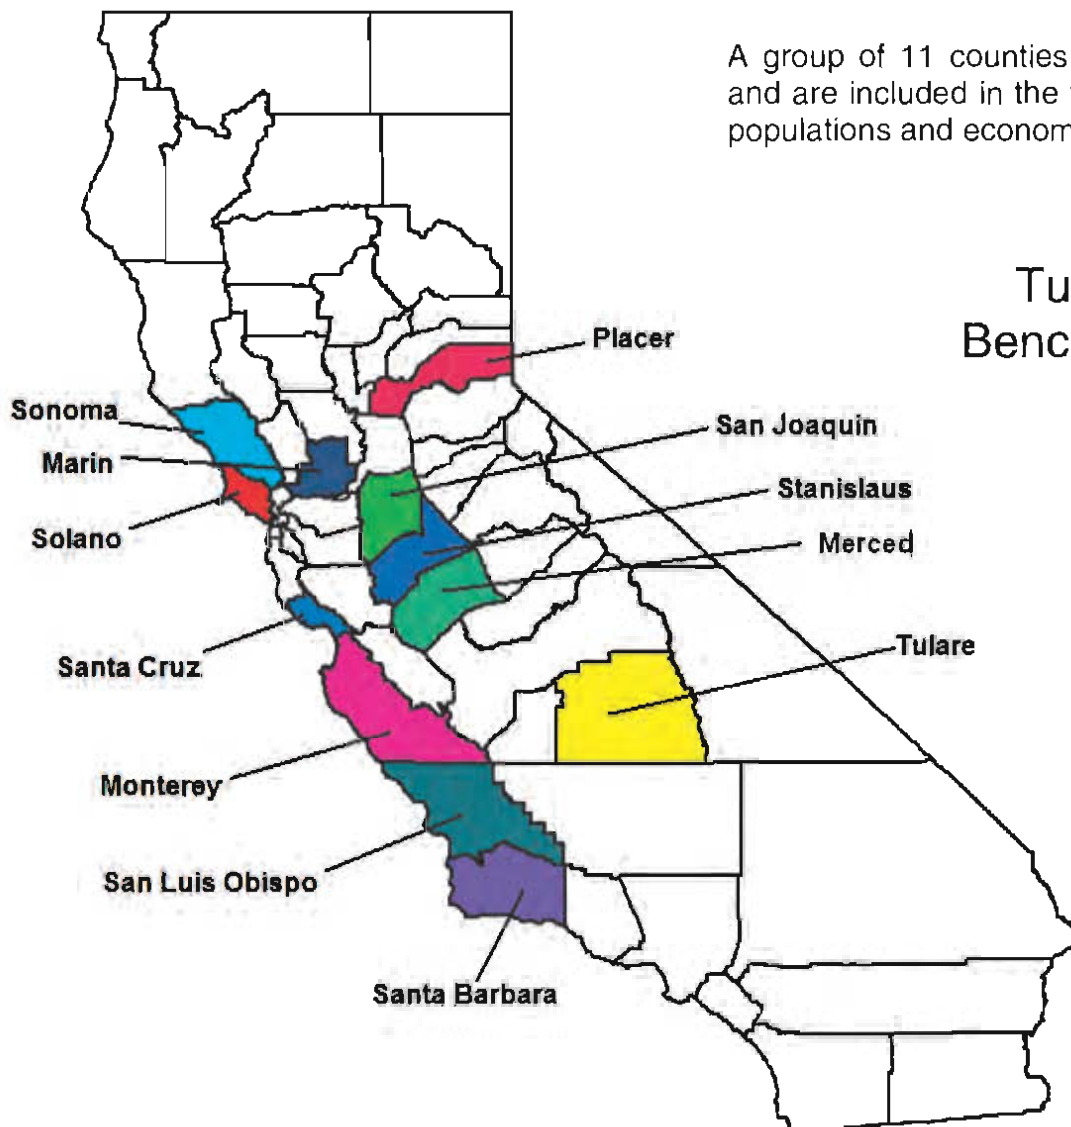 A group of 11 counties
and are included in the
populations and econom
Tu
Benc
Placer
Sonoma
San Joaquin
Marin
Stanislaus
Solano
Merced
Santa Cruz
Tulare
Monterey
San Luis Obispo
Santa Barbara